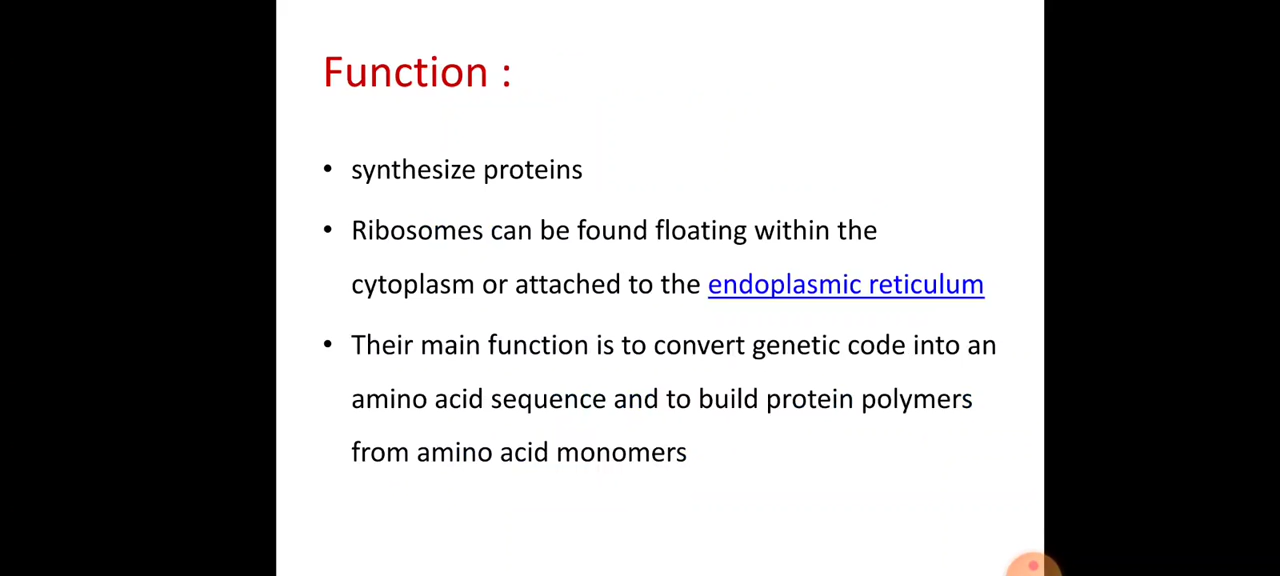 Function :
• synthesize proteins
• Ribosomes can be found floating within the
cytoplasm or attached to the endoplasmic reticulum
• Their main function is to convert genetic code into an
amino acid sequence and to build protein polymers
from amino acid monomers